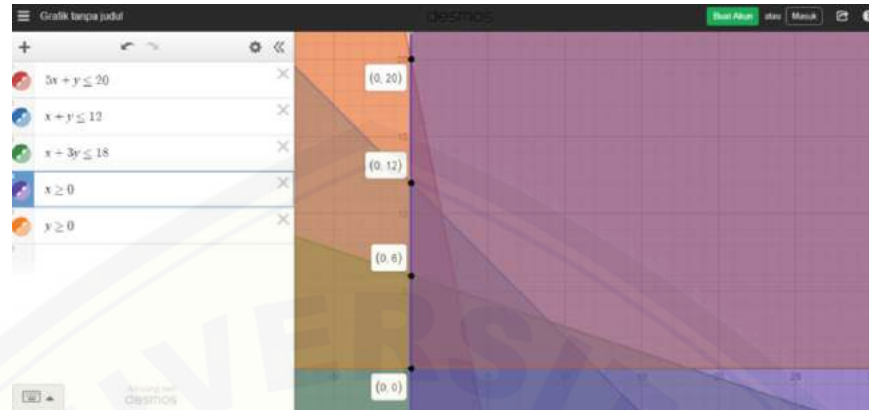 Grafik tanpa judul
desmos
Buat Akun atau Masuk
5x + y ≤ 20
x + y ≤ 12
x + 3y ≤ 18
x ≥ 0
y ≥ 0
(0, 20)
(0, 12)
(0, 6)
(0, 0)
desmos
UNIVERSI